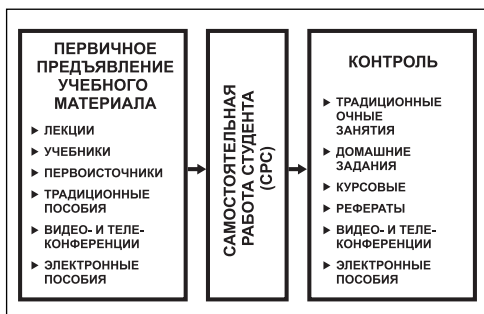 ПЕРВИЧНОЕ
ПРЕДЪЯВЛЕНИЕ
УЧЕБНОГО
МАТЕРИАЛА
► ЛЕКЦИИ
► УЧЕБНИКИ
► ПЕРВОИСТОЧНИКИ
► ТРАДИЦИОННЫЕ
ПОСОБИЯ
► ВИДЕО- И ТЕЛЕ-
КОНФЕРЕНЦИИ
► ЭЛЕКТРОННЫЕ
ПОСОБИЯ
САМОСТОЯТЕЛЬНАЯ
РАБОТА СТУДЕНТА
(СРС)
КОНТРОЛЬ
► ТРАДИЦИОННЫЕ
ОЧНЫЕ
ЗАНЯТИЯ
► ДОМАШНИЕ
ЗАДАНИЯ
► КУРСОВЫЕ
► РЕФЕРАТЫ
► ВИДЕО- И ТЕЛЕ-
КОНФЕРЕНЦИИ
► ЭЛЕКТРОННЫЕ
ПОСОБИЯ